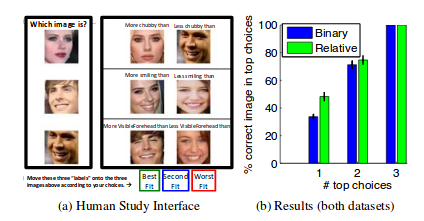 Which image is?
More chubby than Less chubby than
More smiling than Less smiling than
More VisibleForehead than Less VisibleForehead than
Move these three "labels" onto the three
images above according to your choices. →
Best Fit
Second Fit
Worst Fit
(a) Human Study Interface
% correct image in top choices
100
80
60
40
20
0
Binary
Relative
1 2 3
# top choices
(b) Results (both datasets)